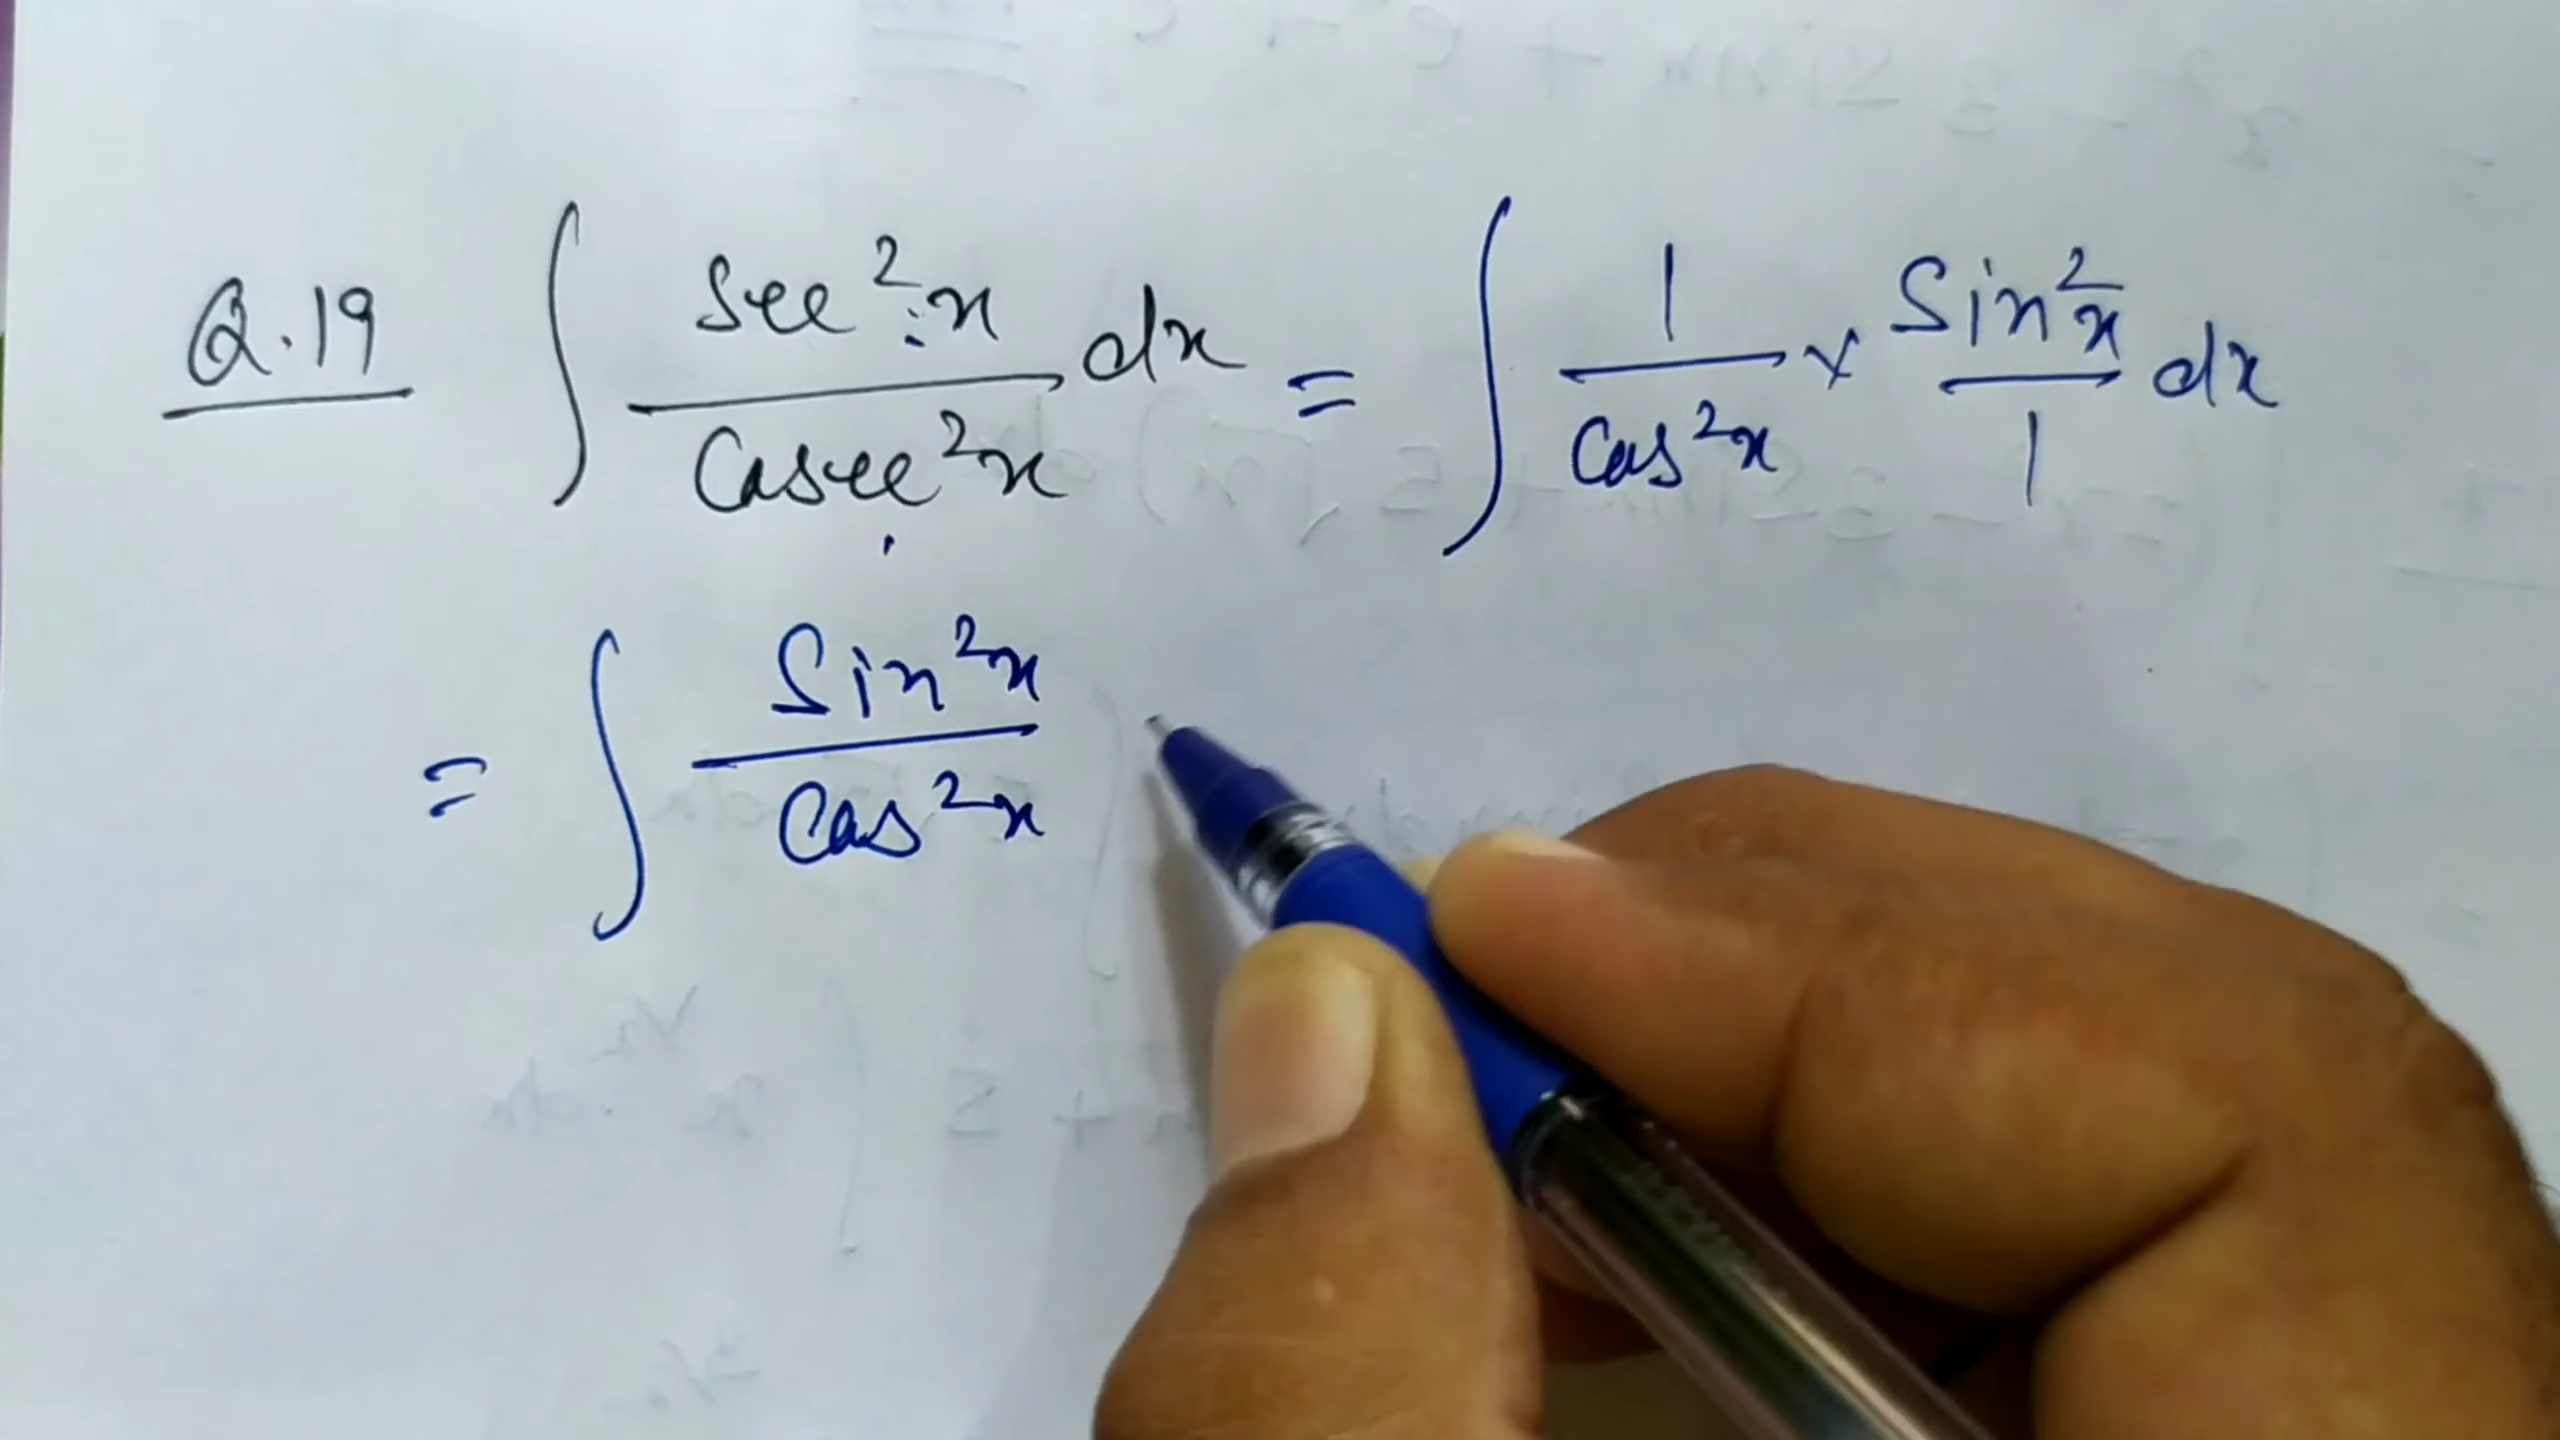 Q.19 ∫ Sec²x / Cosec²x dx = ∫ 1 / Cos²x × Sin²x / 1 dx
= ∫ Sin²x / Cos²x